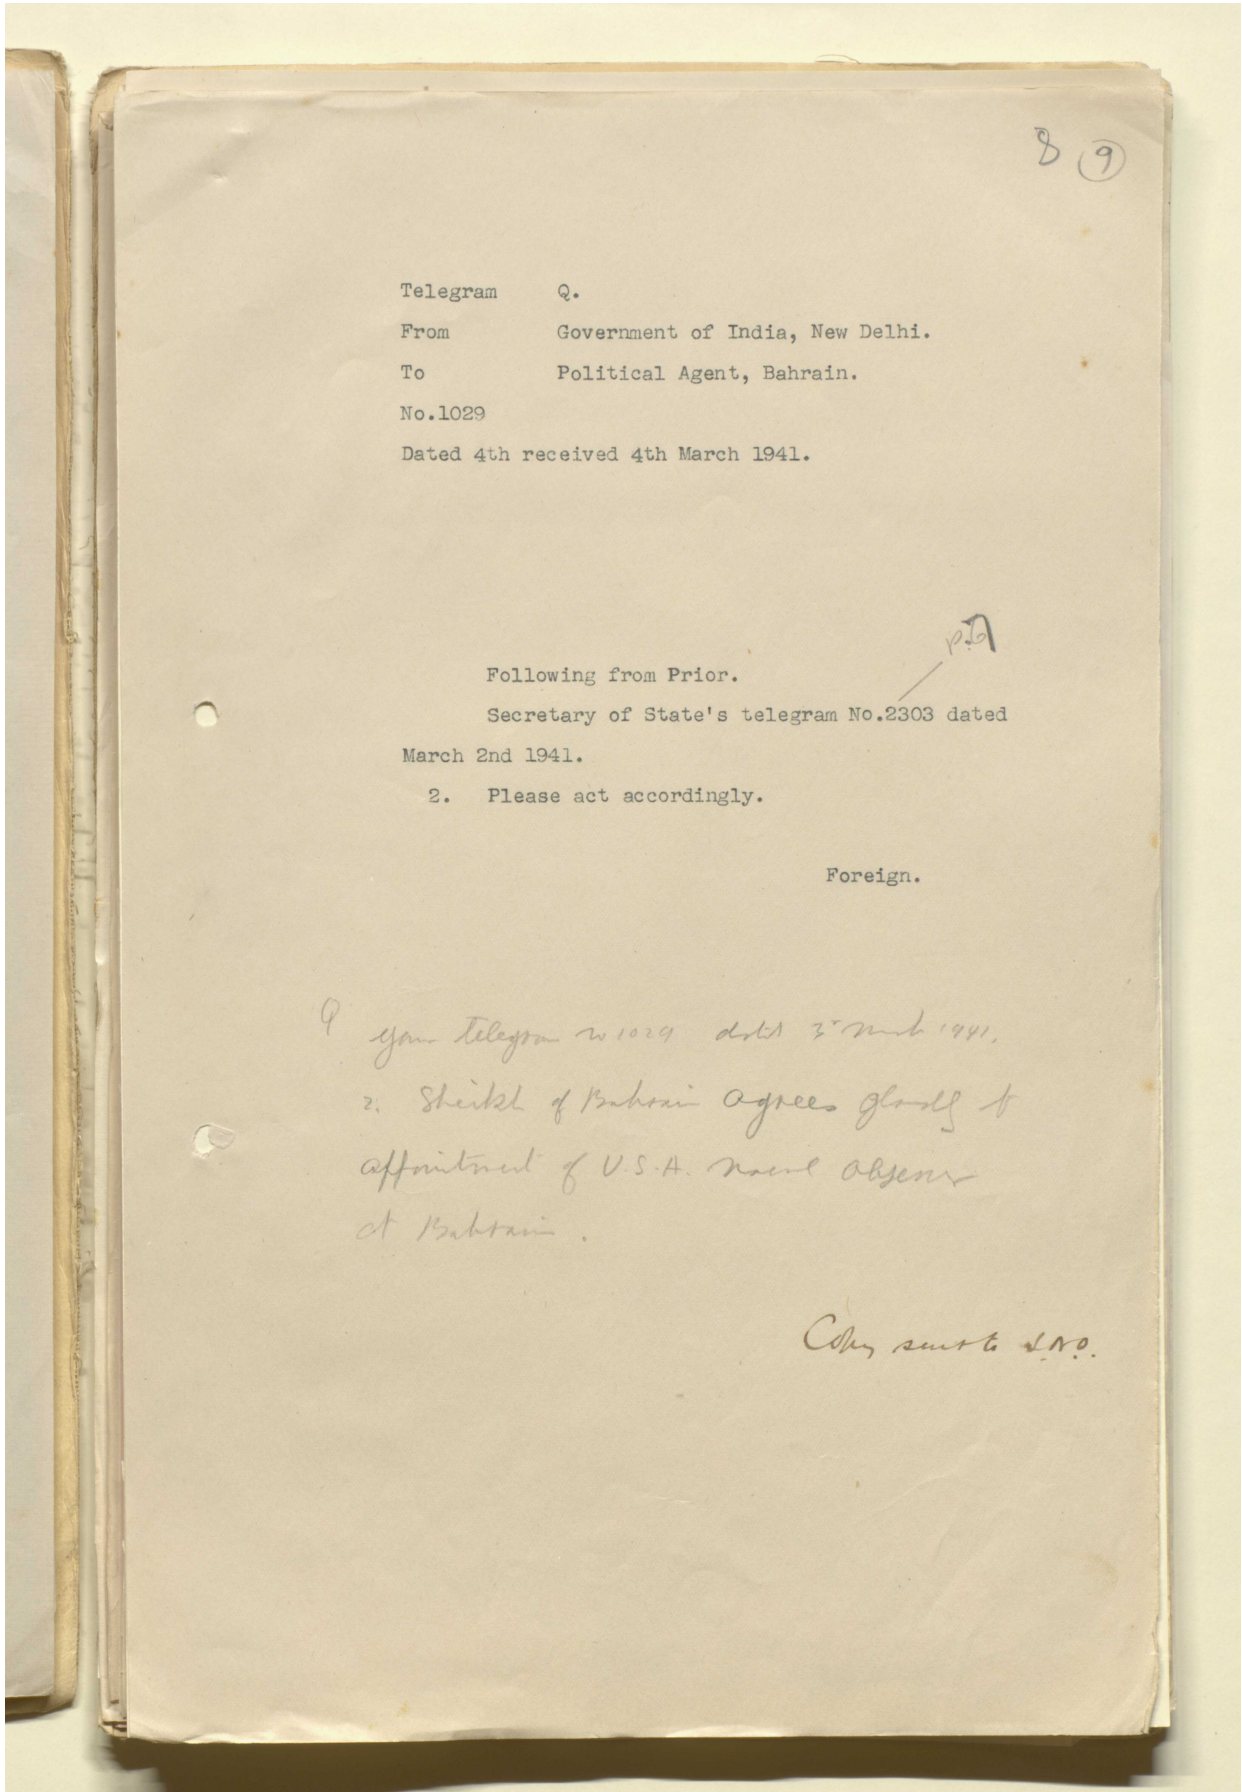 8 9
Telegram Q.
From Government of India, New Delhi.
To Political Agent, Bahrain.
No.1029
Dated 4th received 4th March 1941.
p.7
Following from Prior.
Secretary of State's telegram No.2303 dated
March 2nd 1941.
2. Please act accordingly.
Foreign.
Q
Your telegram No 1029 dated 3rd March 1941.
2. Sheikh of Bahrain agrees gladly to
appointment of U.S.A. Naval Observer
at Bahrain.
Copy sent to S.N.O.